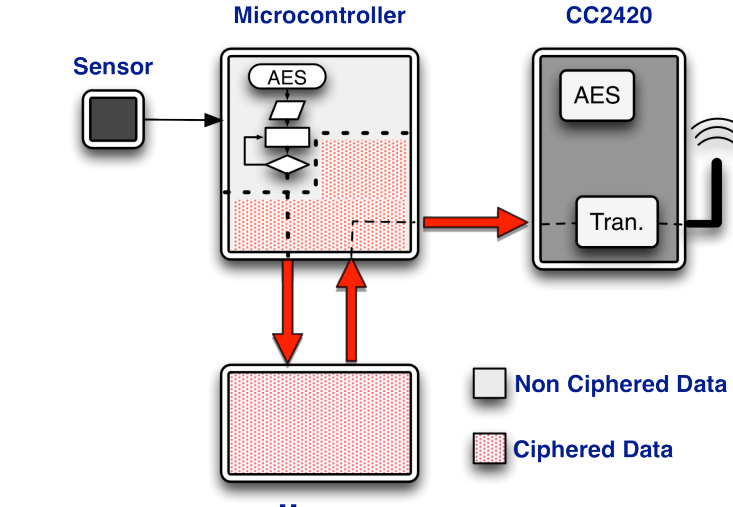 Microcontroller
CC2420
Sensor
AES
AES
Tran.
Non Ciphered Data
Ciphered Data